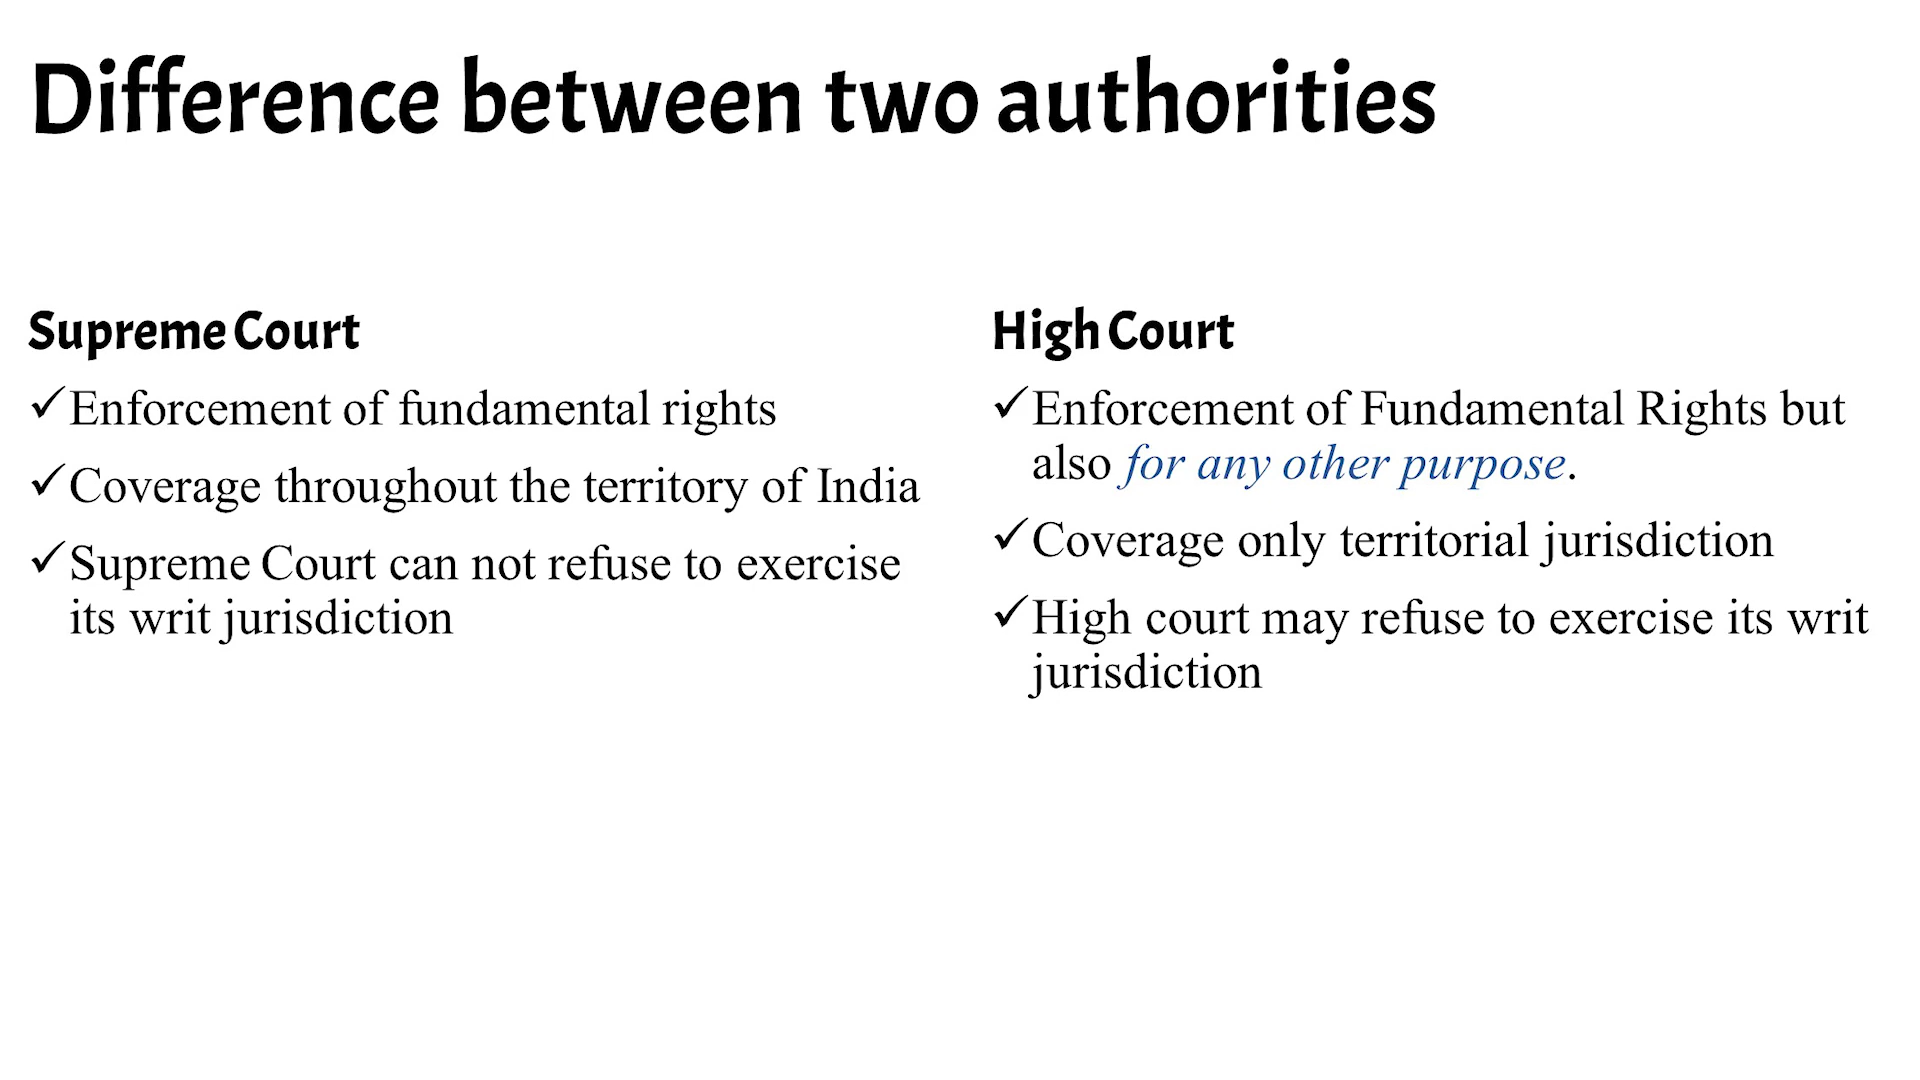 Difference between two authorities
Supreme Court
✓Enforcement of fundamental rights
✓Coverage throughout the territory of India
✓Supreme Court can not refuse to exercise
its writ jurisdiction
High Court
✓Enforcement of Fundamental Rights but
also for any other purpose.
✓Coverage only territorial jurisdiction
✓High court may refuse to exercise its writ
jurisdiction